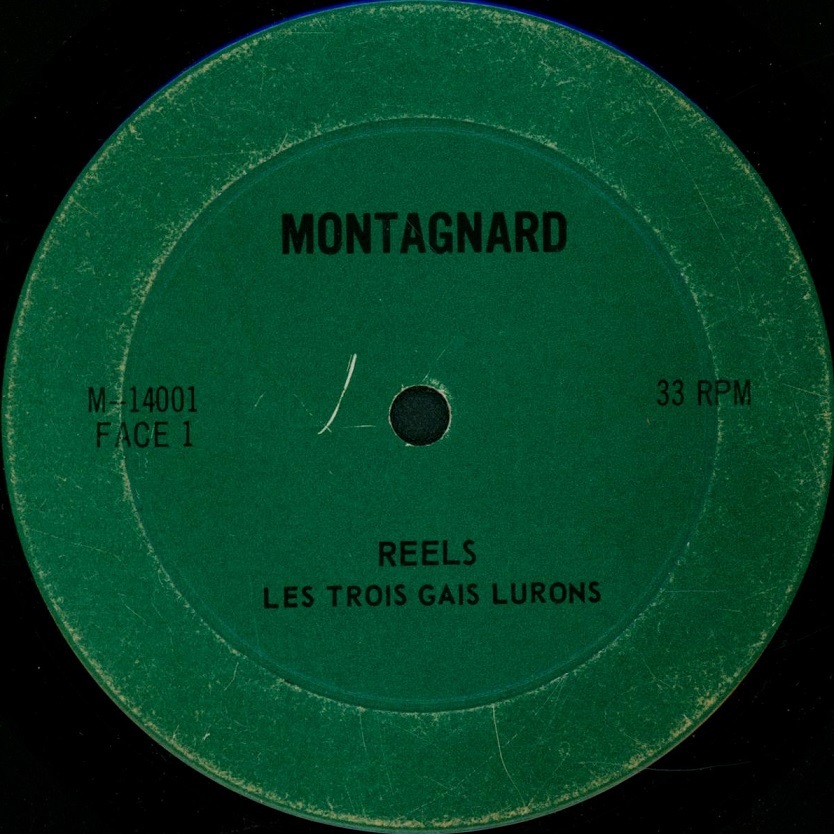 MONTAGNARD
M-14001
FACE 1
33 RPM
REELS
LES TROIS GAIS LURONS